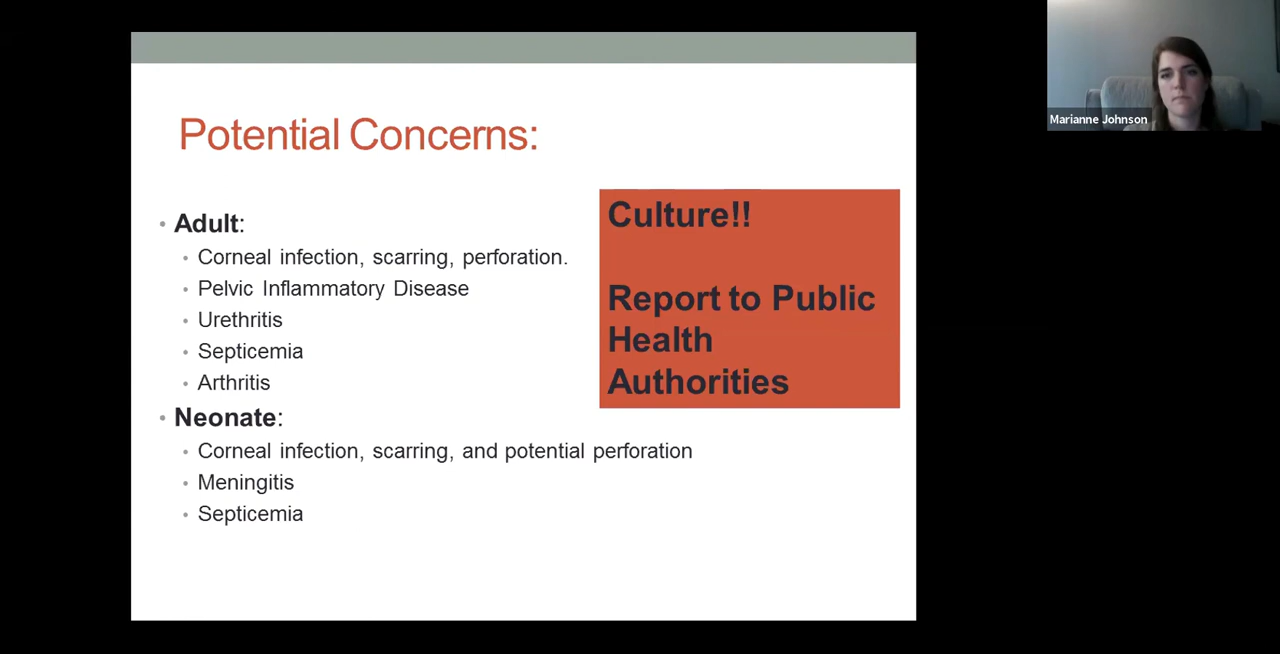 Potential Concerns:
Adult:
Corneal infection, scarring, perforation.
Pelvic Inflammatory Disease
Urethritis
Septicemia
Arthritis
Neonate:
Corneal infection, scarring, and potential perforation
Meningitis
Septicemia
Culture!!
Report to Public
Health
Authorities
Marianne Johnson